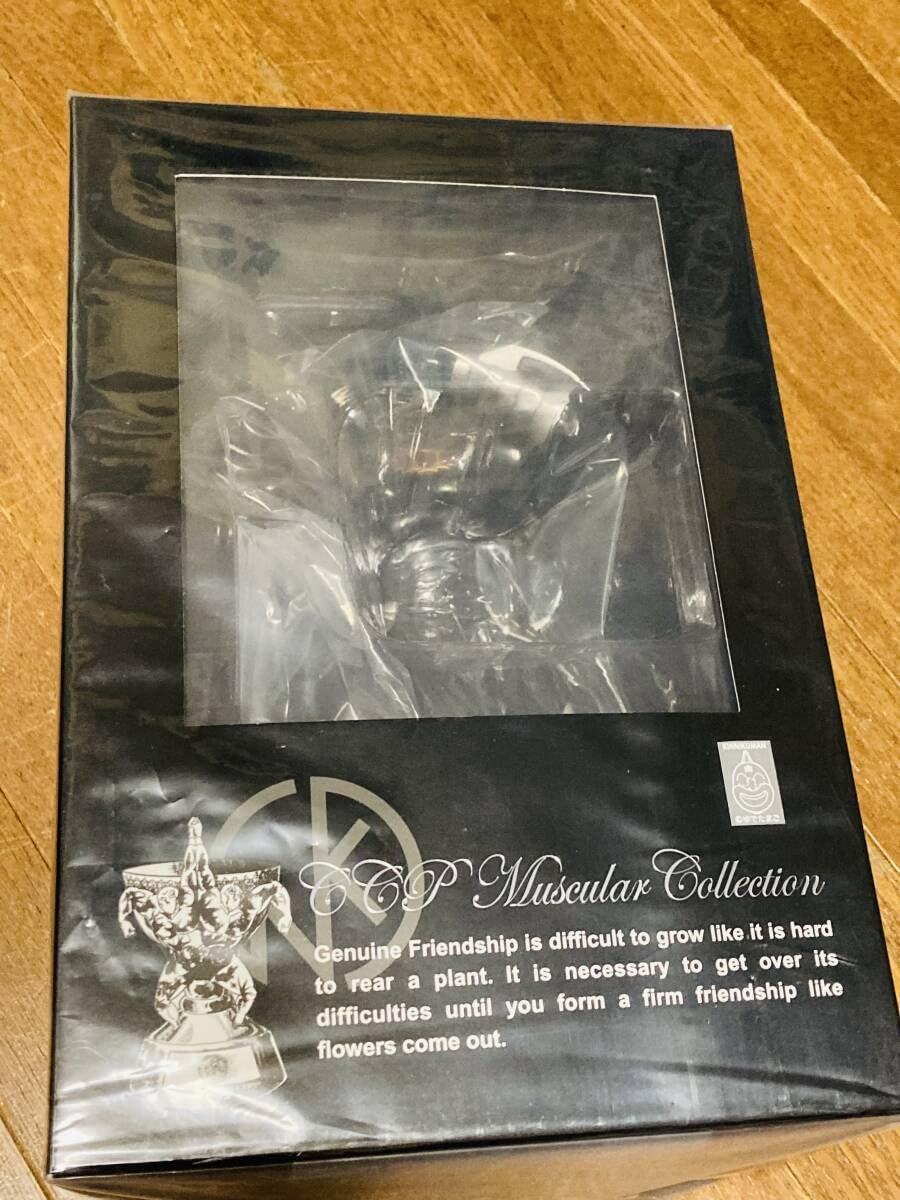 KINNIKUMAN
©ゆでたまご
CCP Muscular Collection
Genuine Friendship is difficult to grow like it is hard
to rear a plant. It is necessary to get over its
difficulties until you form a firm friendship like
flowers come out.